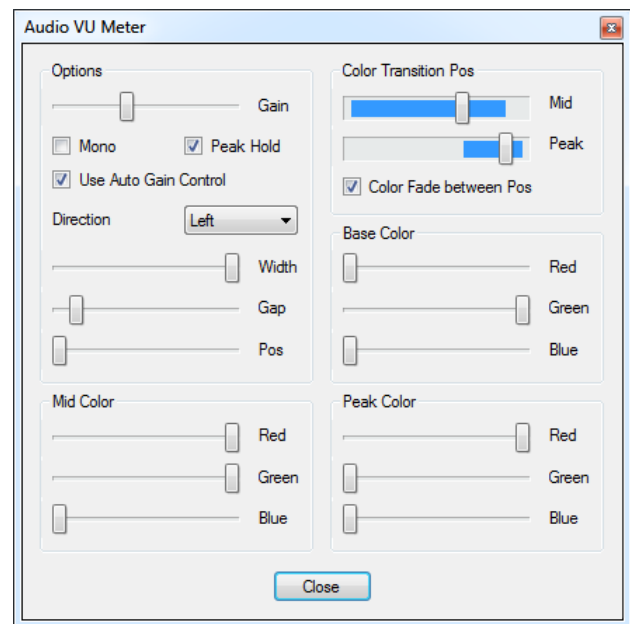 Audio VU Meter
Options
Gain
Mono
Peak Hold
Use Auto Gain Control
Direction
Left
Width
Gap
Pos
Color Transition Pos
Mid
Peak
Color Fade between Pos
Base Color
Red
Green
Blue
Mid Color
Red
Green
Blue
Peak Color
Red
Green
Blue
Close